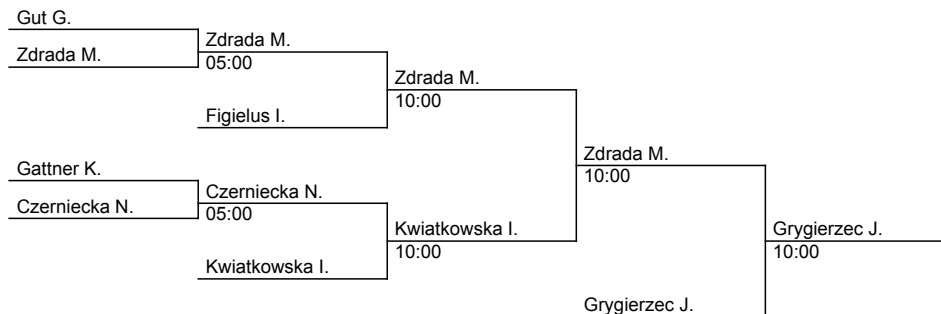 Gut G.
Zdrada M.
Zdrada M.
05:00
Zdrada M.
10:00
Figielus I.
Zdrada M.
10:00
Gattner K.
Czerniecka N.
Czerniecka N.
05:00
Kwiatkowska I.
10:00
Kwiatkowska I.
Grygierzec J.
10:00
Grygierzec J.